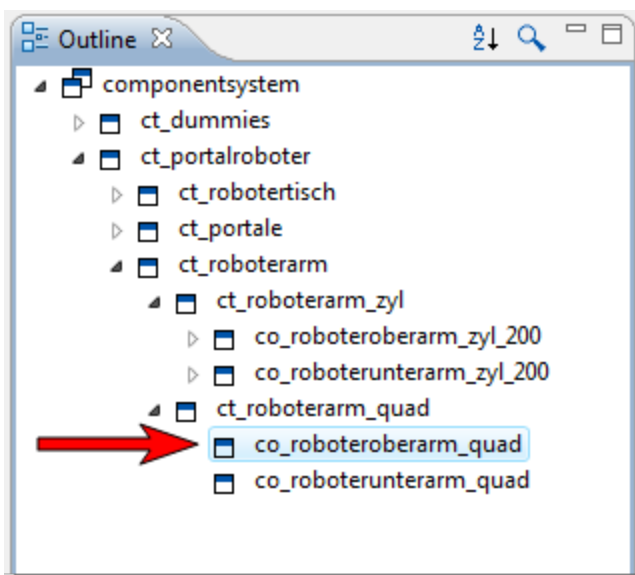 Outline
componentsystem
ct_dummies
ct_portalroboter
ct_robotertisch
ct_portale
ct_roboterarm
ct_roboterarm_zyl
co_roboteroberarm_zyl_200
co_roboterunterarm_zyl_200
ct_roboterarm_quad
co_roboteroberarm_quad
co_roboterunterarm_quad